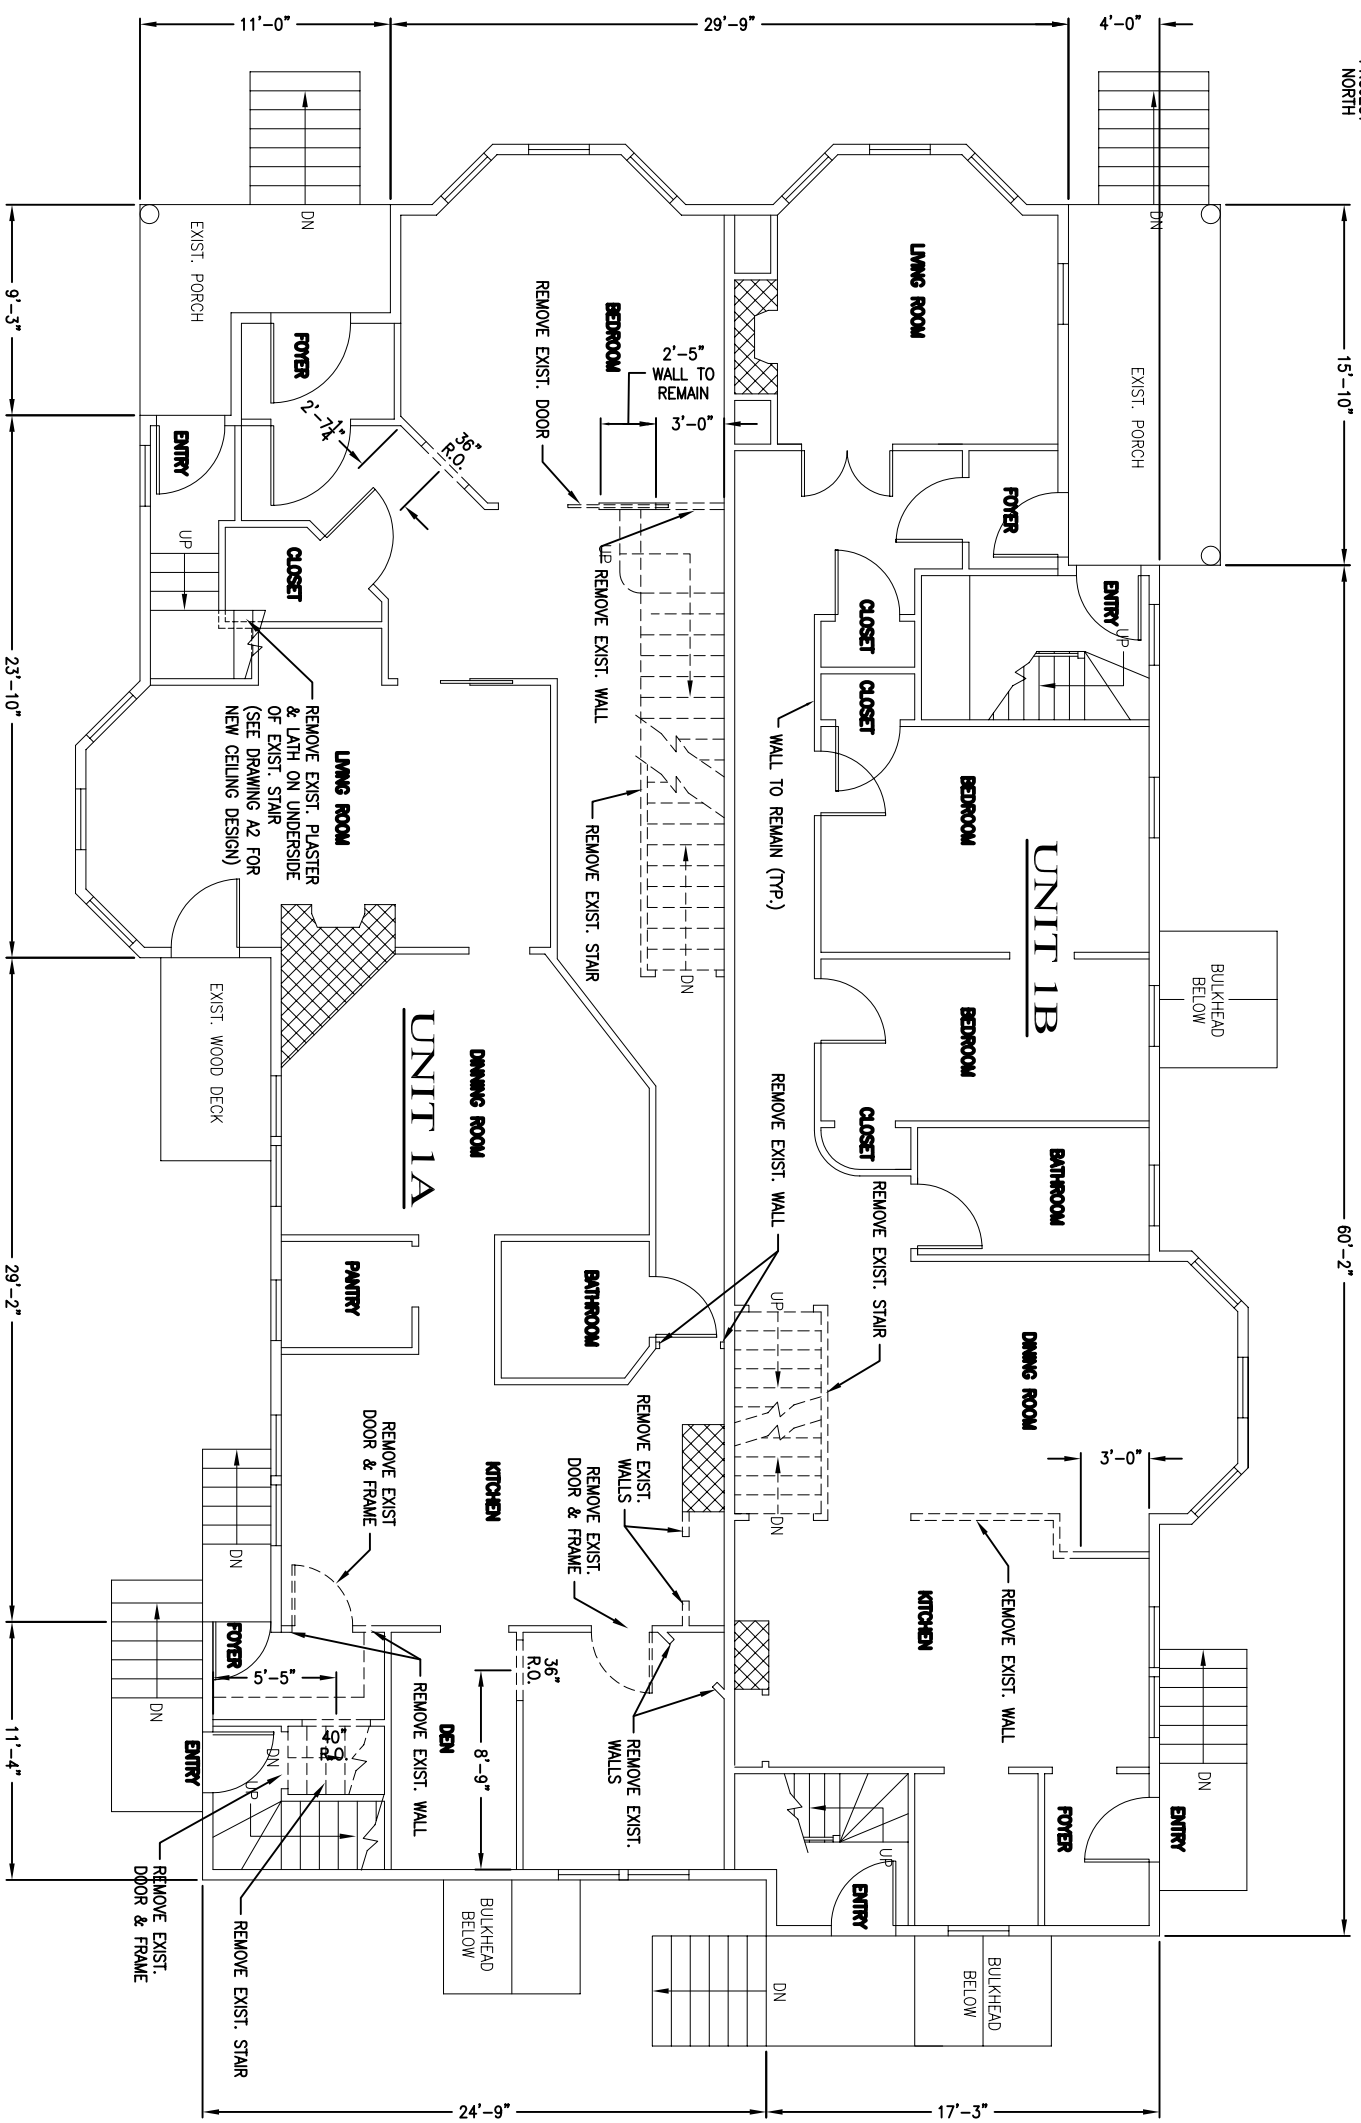 NORTH
11'-0"
29'-9"
4'-0"
15'-10"
60'-2"
9'-3"
23'-10"
29'-2"
11'-4"
24'-9"
17'-3"
DN
EXIST. PORCH
LIVING ROOM
FOYER
ENTRY
UP
CLOSET
CLOSET
WALL TO REMAIN (TYP.)
BEDROOM
UNIT 1B
BEDROOM
BULKHEAD
BELOW
CLOSET
BATHROOM
REMOVE EXIST. WALL
REMOVE EXIST. STAIR
UP
DN
DINING ROOM
3'-0"
REMOVE EXIST. WALL
KITCHEN
DN
ENTRY
FOYER
UP
ENTRY
BULKHEAD
BELOW
DN
DN
EXIST. PORCH
FOYER
BEDROOM
REMOVE EXIST. DOOR
2'-5"
WALL TO
REMAIN
3'-0"
36"
R.O.
2'-7 1/4"
ENTRY
UP
CLOSET
UP
REMOVE EXIST. WALL
REMOVE EXIST. STAIR
DN
REMOVE EXIST. PLASTER
& LATH ON UNDERSIDE
OF EXIST. STAIR
(SEE DRAWING A2 FOR
NEW CEILING DESIGN)
LIVING ROOM
EXIST. WOOD DECK
UNIT 1A
DINNING ROOM
PANTRY
BATHROOM
REMOVE EXIST.
WALLS
REMOVE EXIST.
DOOR & FRAME
KITCHEN
REMOVE EXIST
DOOR & FRAME
DN
DN
FOYER
5'-5"
40"
R.O.
36"
R.O.
8'-9"
DEN
REMOVE EXIST. WALL
REMOVE EXIST.
WALLS
ENTRY
DN
UP
REMOVE EXIST.
DOOR & FRAME
REMOVE EXIST. STAIR
BULKHEAD
BELOW